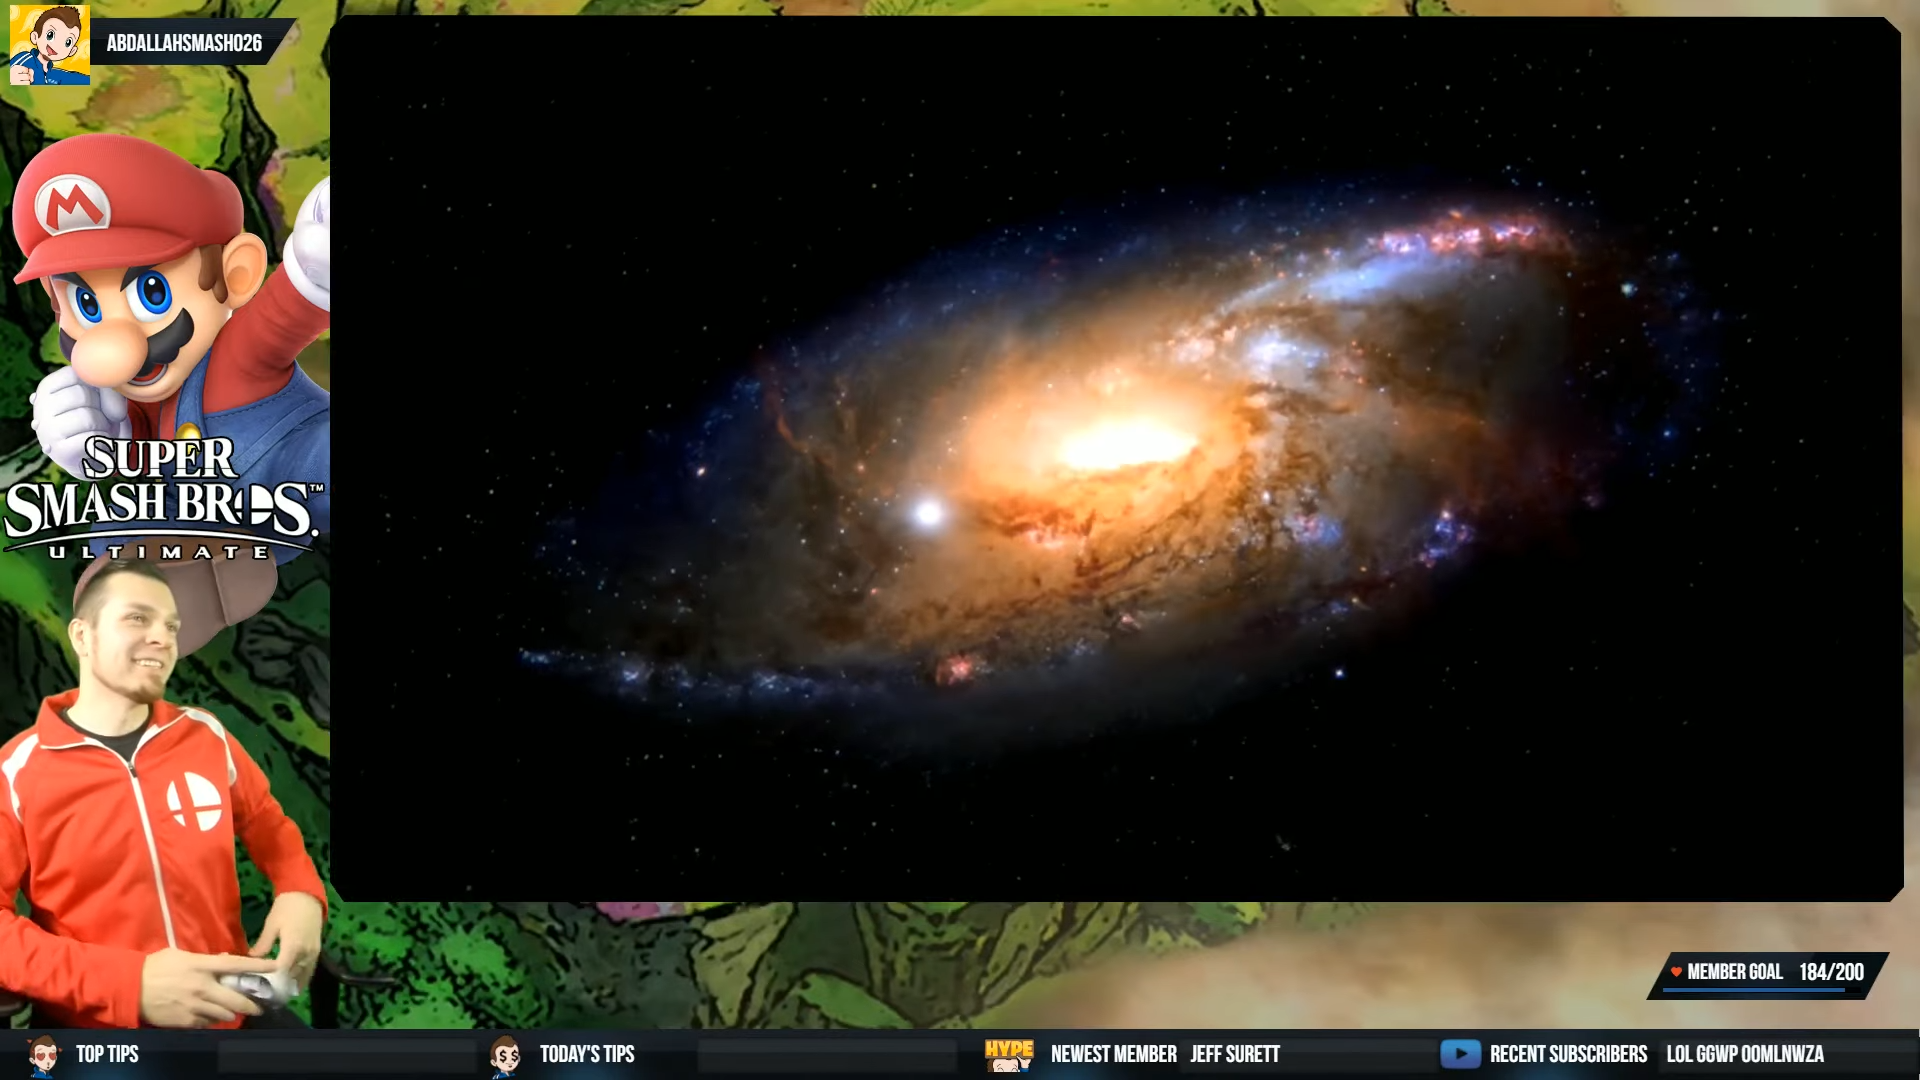 ABDALLAHSMASH026
M
SUPER
SMASH BROS.™
ULTIMATE
♥ MEMBER GOAL 184/200
TOP TIPS
TODAY'S TIPS
HYPE
NEWEST MEMBER JEFF SURETT
RECENT SUBSCRIBERS LOL GGWP OOMLNWZA